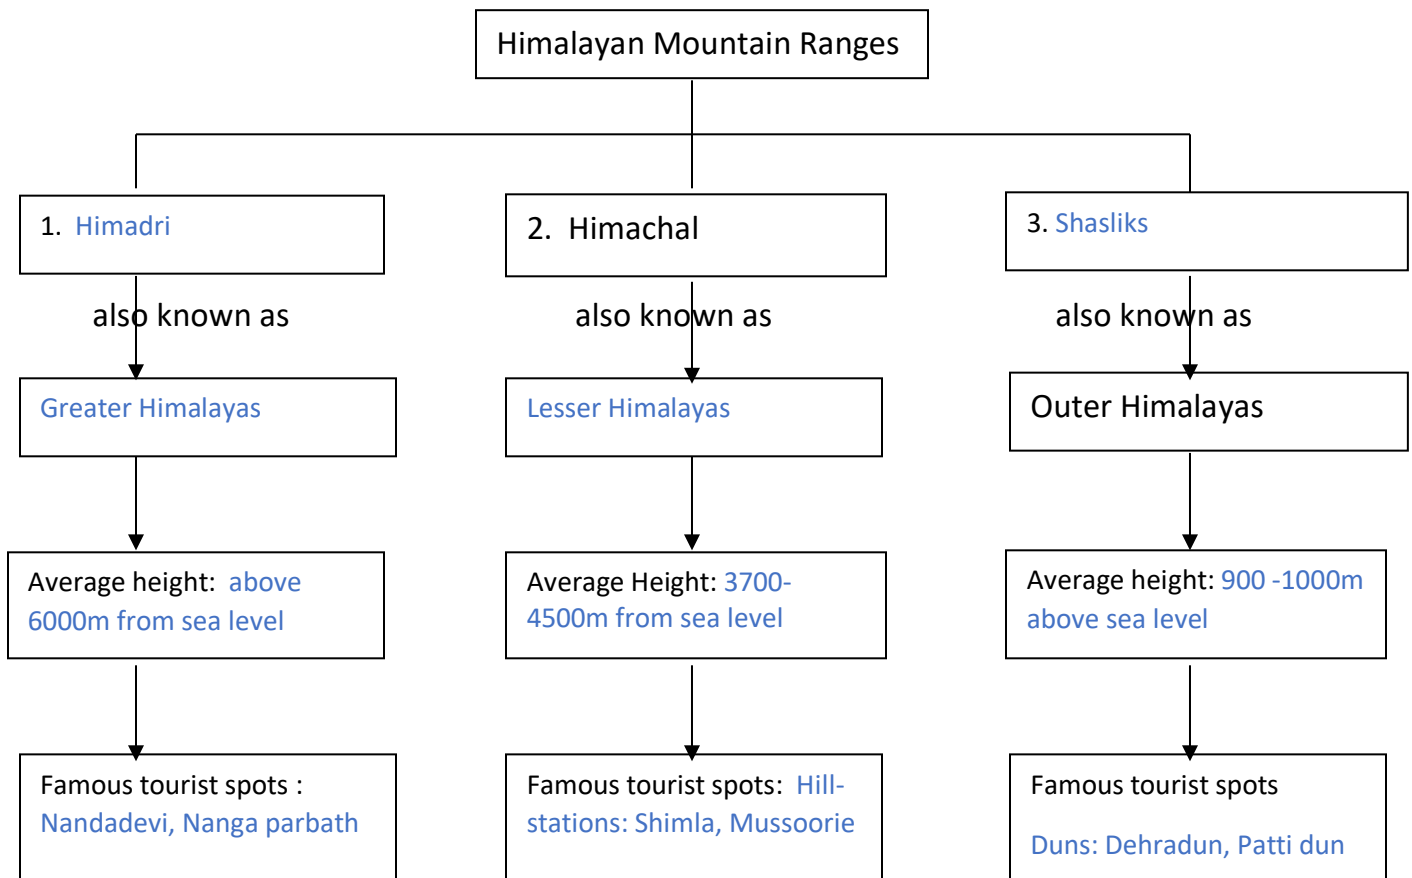 Himalayan Mountain Ranges
1. Himadri
2. Himachal
3. Shasliks
also known as
also known as
also known as
Greater Himalayas
Lesser Himalayas
Outer Himalayas
Average height: above
6000m from sea level
Average Height: 3700-
4500m from sea level
Average height: 900 -1000m
above sea level
Famous tourist spots :
Nandadevi, Nanga parbath
Famous tourist spots: Hill-
stations: Shimla, Mussoorie
Famous tourist spots
Duns: Dehradun, Patti dun